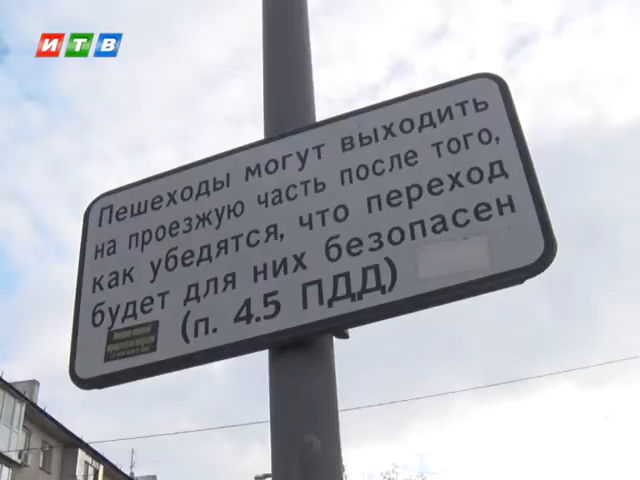 ИТВ
Пешеходы могут выходить
на проезжую часть после того,
как убедятся, что переход
будет для них безопасен
(п. 4.5 ПДД)